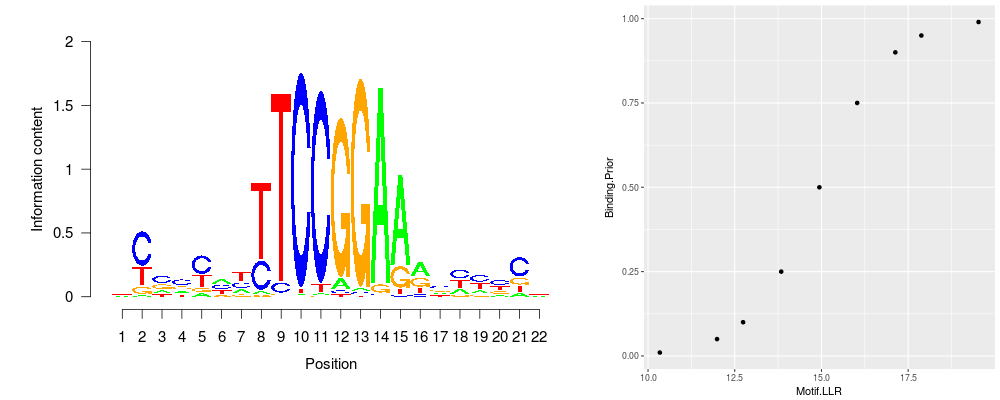 2
1.5
1
0.5
0
Information content
1 2 3 4 5 6 7 8 9 10 11 12 13 14 15 16 17 18 19 20 21 22
Position
C T C T C T C C G G A A G A C
1.00
0.75
0.50
0.25
0.00
Binding.Prior
10.0 12.5 15.0 17.5
Motif.LLR